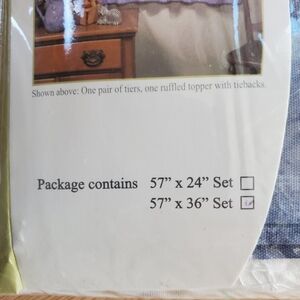 Shown above: One pair of tiers, one ruffled topper with tiebacks.
Package contains 57” x 24” Set
57” x 36” Set